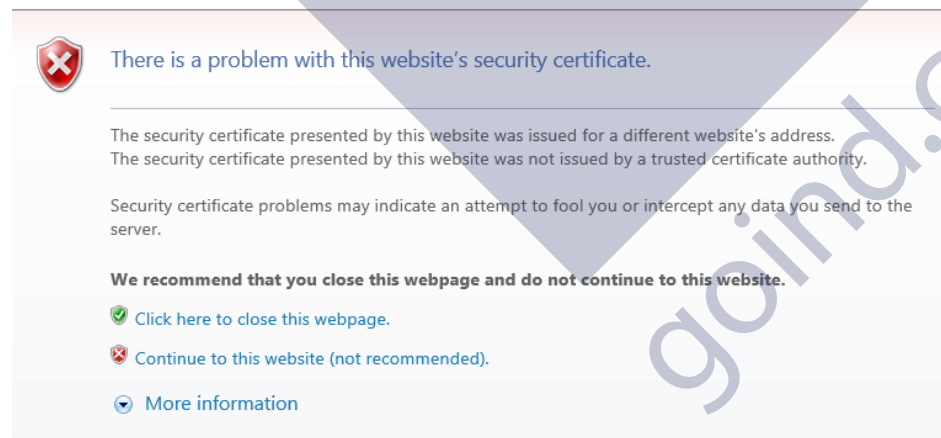 There is a problem with this website's security certificate.
The security certificate presented by this website was issued for a different website's address.
The security certificate presented by this website was not issued by a trusted certificate authority.
Security certificate problems may indicate an attempt to fool you or intercept any data you send to the
server.
We recommend that you close this webpage and do not continue to this website.
Click here to close this webpage.
Continue to this website (not recommended).
More information